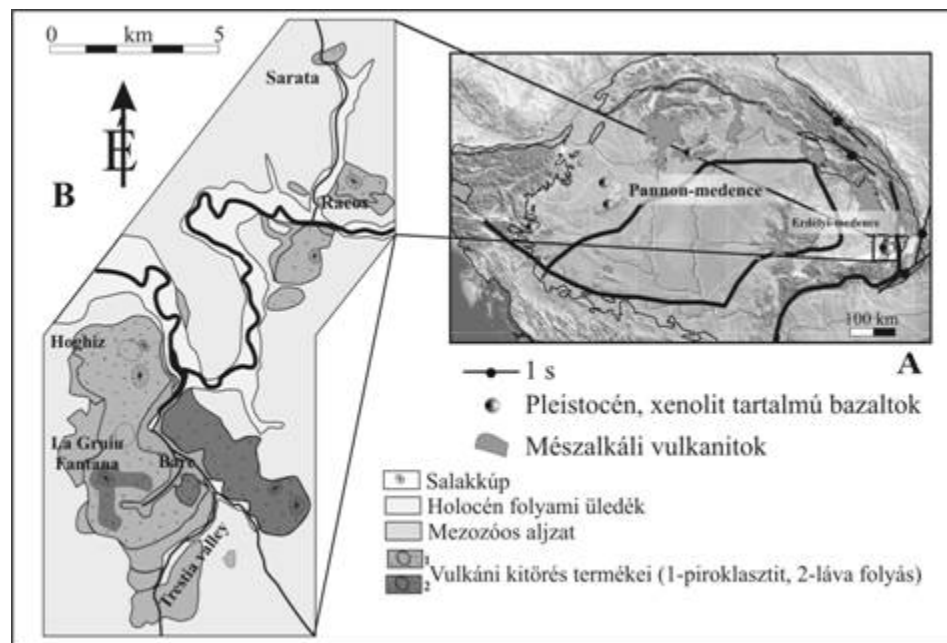 0 km 5
É
B
Sarata
Racos
Hoghiz
La Gruiu
Fantana
Barc
Trestia valley
Pannon-medence
Erdélyi-medence
100 km
A
1 s
Pleistocén, xenolit tartalmú bazaltok
Mészalkáli vulkanitok
Salakkúp
Holocén folyami üledék
Mezozóos aljzat
1
2
Vulkáni kitörés termékei (1-piroklasztit, 2-láva folyás)